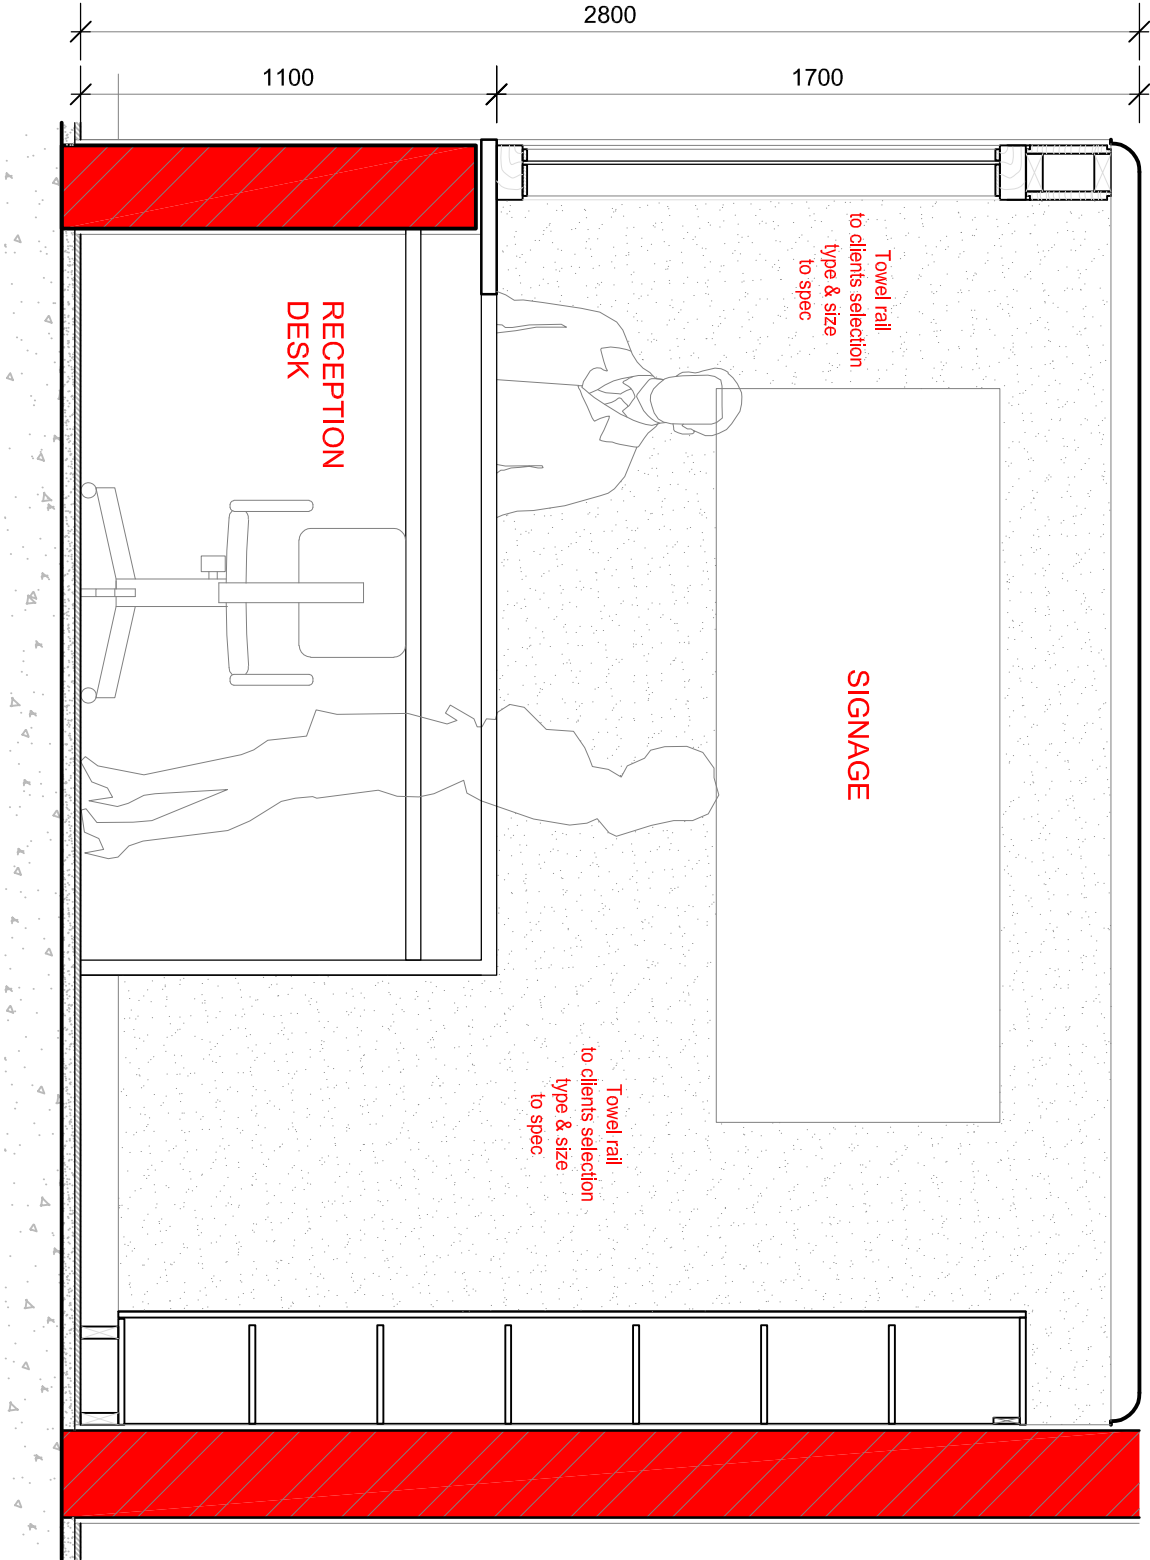 2800
1100
1700
Towel rail
to clients selection
type & size
to spec
RECEPTION
DESK
SIGNAGE
Towel rail
to clients selection
type & size
to spec